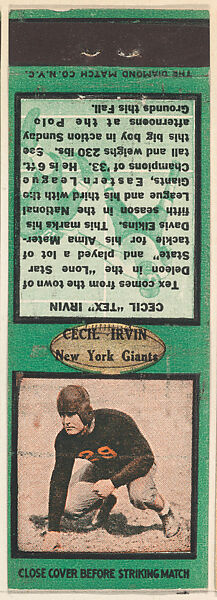 THE DIAMOND MATCH CO. N.Y.C.
CECIL "TEX" IRVIN
Tex comes from the town of
Deleon in the "Lone Star
State," and played a lot of
tackle for his Alma-Mater-
Davis Elkins. This marks his
fifth season in the National
League and his third with the
Giants, Eastern League
Champions of '33. He is 6 ft.
tall and weighs 230 lbs. See
this big boy in action Sunday
afternoons at the Polo
Grounds this Fall.
CECIL IRVIN
New York Giants
CLOSE COVER BEFORE STRIKING MATCH